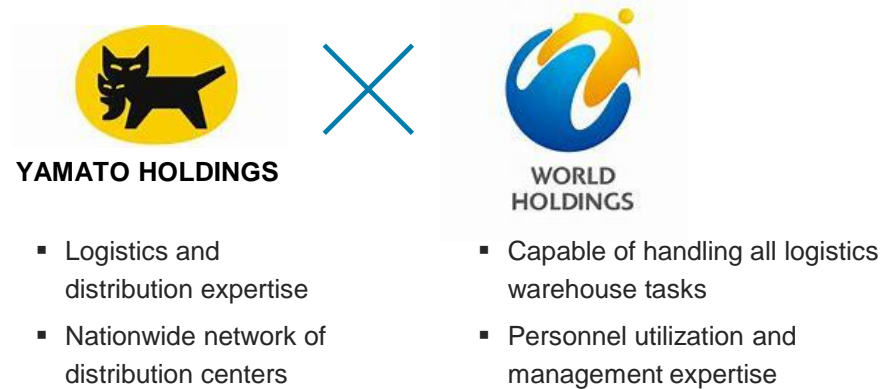 YAMATO HOLDINGS
▪ Logistics and
distribution expertise
▪ Nationwide network of
distribution centers
WORLD
HOLDINGS
▪ Capable of handling all logistics
warehouse tasks
▪ Personnel utilization and
management expertise